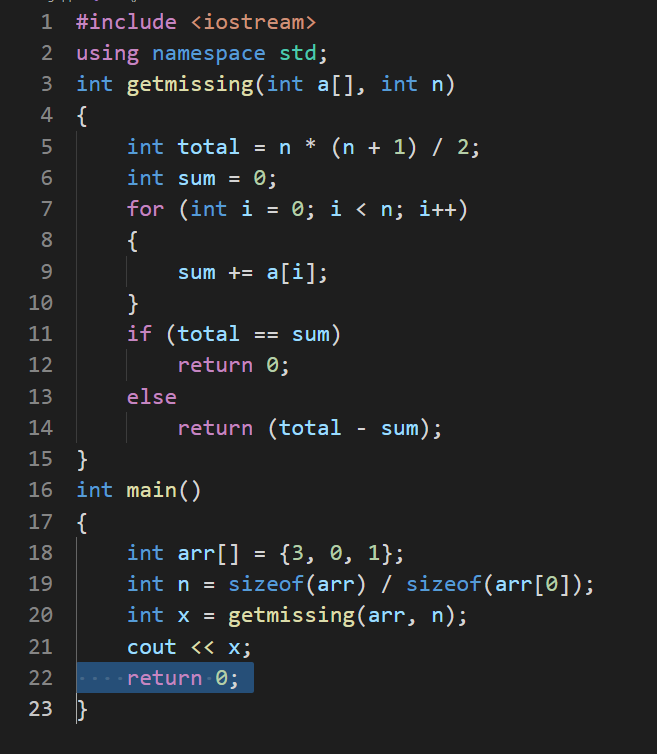 1 #include <iostream>
2 using namespace std;
3 int getmissing(int a[], int n)
4 {
5     int total = n * (n + 1) / 2;
6     int sum = 0;
7     for (int i = 0; i < n; i++)
8     {
9         sum += a[i];
10     }
11     if (total == sum)
12         return 0;
13     else
14         return (total - sum);
15 }
16 int main()
17 {
18     int arr[] = {3, 0, 1};
19     int n = sizeof(arr) / sizeof(arr[0]);
20     int x = getmissing(arr, n);
21     cout << x;
22     return 0;
23 }